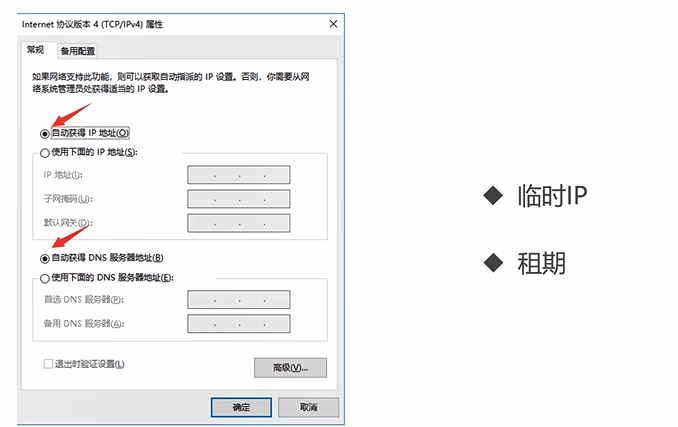 Internet 协议版本 4 (TCP/IPv4) 属性
常规
备用配置
如果网络支持此功能，则可以获取自动指派的 IP 设置。否则，你需要从网
络系统管理员处获得适当的 IP 设置。
自动获得 IP 地址(O)
使用下面的 IP 地址(S):
IP 地址(I):
子网掩码(U):
默认网关(D):
自动获得 DNS 服务器地址(B)
使用下面的 DNS 服务器地址(E):
首选 DNS 服务器(P):
备用 DNS 服务器(A):
退出时验证设置(L)
高级(V)...
确定
取消
◆ 临时IP
◆ 租期